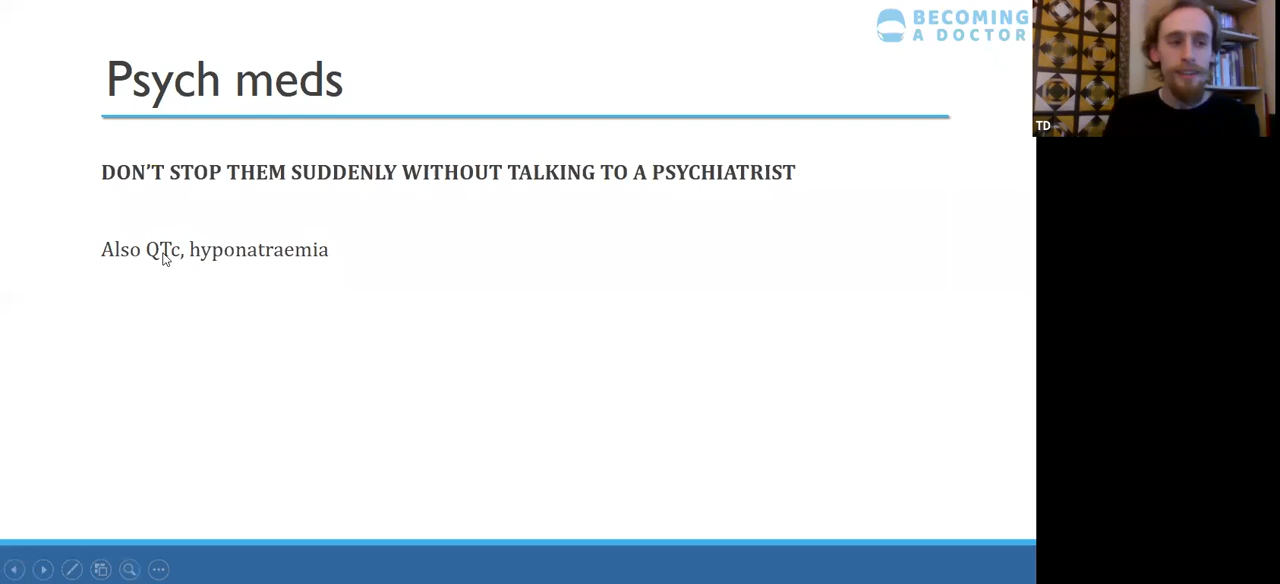 BECOMING
A DOCTOR
Psych meds
DON'T STOP THEM SUDDENLY WITHOUT TALKING TO A PSYCHIATRIST
Also QTc, hyponatraemia
TD